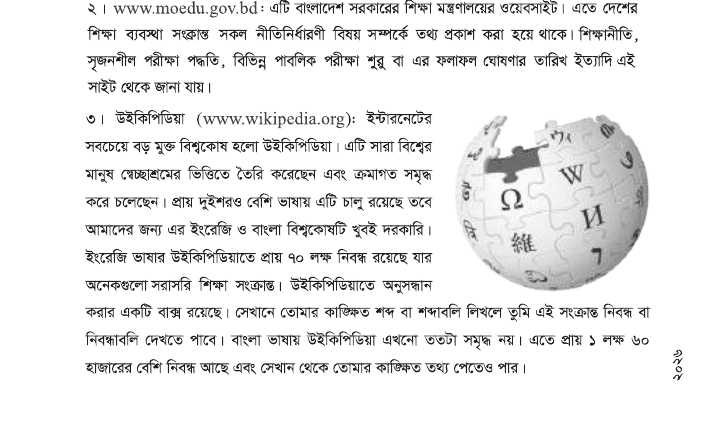 ২। www.moedu.gov.bd: এটি বাংলাদেশ সরকারের শিক্ষা মন্ত্রণালয়ের ওয়েবসাইট। এতে দেশের
শিক্ষা ব্যবস্থা সংক্রান্ত সকল নীতিনির্ধারণী বিষয় সম্পর্কে তথ্য প্রকাশ করা হয়ে থাকে। শিক্ষানীতি,
সৃজনশীল পরীক্ষা পদ্ধতি, বিভিন্ন পাবলিক পরীক্ষা শুরু বা এর ফলাফল ঘোষণার তারিখ ইত্যাদি এই
সাইট থেকে জানা যায়।
৩। উইকিপিডিয়া (www.wikipedia.org): ইন্টারনেটের
সবচেয়ে বড় মুক্ত বিশ্বকোষ হলো উইকিপিডিয়া। এটি সারা বিশ্বের
মানুষ স্বেচ্ছাশ্রমের ভিত্তিতে তৈরি করেছেন এবং ক্রমাগত সমৃদ্ধ
করে চলেছেন। প্রায় দুইশরও বেশি ভাষায় এটি চালু রয়েছে তবে
আমাদের জন্য এর ইংরেজি ও বাংলা বিশ্বকোষটি খুবই দরকারি।
ইংরেজি ভাষার উইকিপিডিয়াতে প্রায় ৭০ লক্ষ নিবন্ধ রয়েছে যার
অনেকগুলো সরাসরি শিক্ষা সংক্রান্ত। উইকিপিডিয়াতে অনুসন্ধান
করার একটি বাক্স রয়েছে। সেখানে তোমার কাঙ্ক্ষিত শব্দ বা শব্দাবলি লিখলে তুমি এই সংক্রান্ত নিবন্ধ বা
নিবন্ধাবলি দেখতে পাবে। বাংলা ভাষায় উইকিপিডিয়া এখনো ততটা সমৃদ্ধ নয়। এতে প্রায় ১ লক্ষ ৬০
হাজারের বেশি নিবন্ধ আছে এবং সেখান থেকে তোমার কাঙ্ক্ষিত তথ্য পেতেও পার।
Ω
W
И
維
উই
7
২০২৬